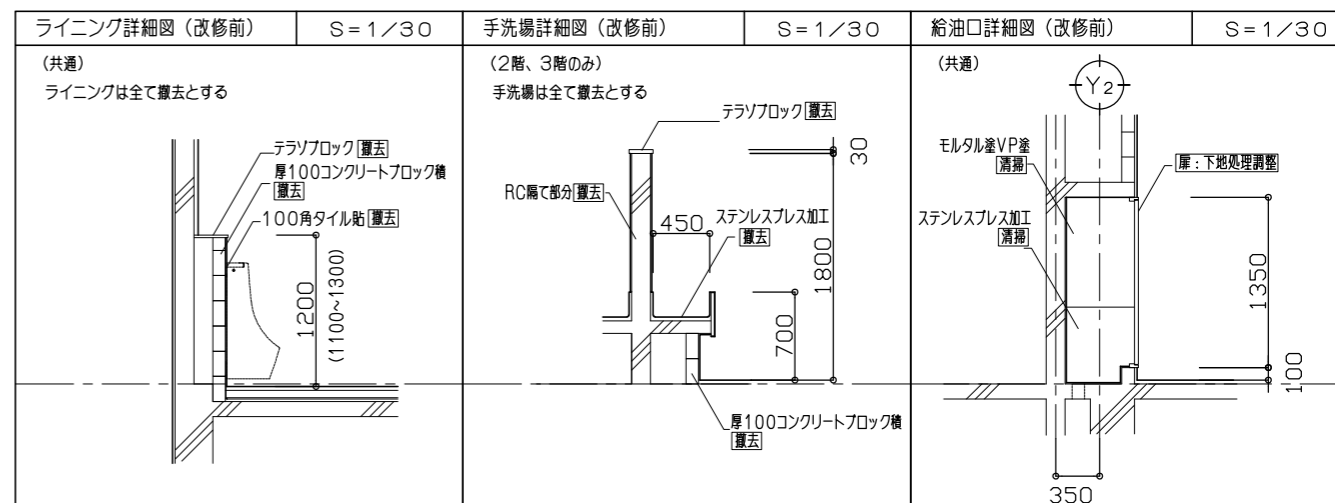 ライニング詳細図（改修前）
S=1/30
(共通)
ライニングは全て撤去とする
テラゾブロック 撤去
厚100コンクリートブロック積
撤去
100角タイル貼 撤去
1200
(1100~1300)
手洗場詳細図（改修前）
S=1/30
(2階、3階のみ)
手洗場は全て撤去とする
テラゾブロック 撤去
30
RC隔て部分 撤去
450
ステンレスプレス加工
撤去
1800
700
厚100コンクリートブロック積
撤去
給油口詳細図（改修前）
S=1/30
(共通)
Y2
モルタル塗VP塗
清掃
扉：下地処理調整
ステンレスプレス加工
清掃
1350
100
350